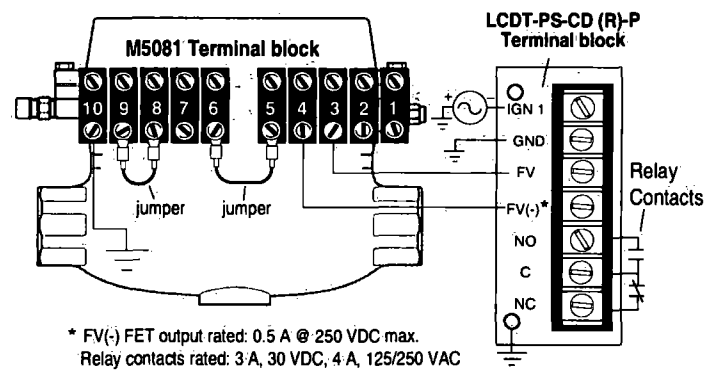 LCDT-PS-CD (R)-P
Terminal block
M5081 Terminal block
10 9 8 7 6 5 4 3 2 1
jumper jumper
+
IGN 1
GND
FV
FV(-)*
NO
C
NC
Relay
Contacts
* FV(-) FET output rated: 0.5 A @ 250 VDC max.
Relay contacts rated: 3 A, 30 VDC, 4 A, 125/250 VAC